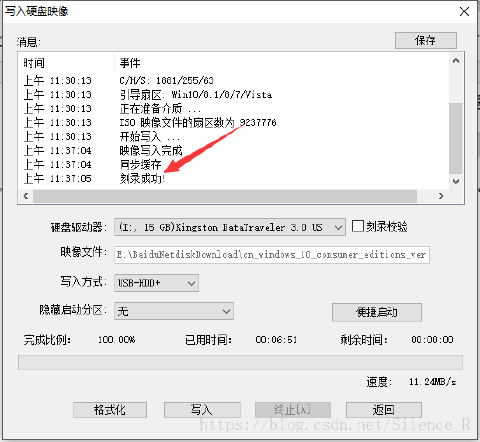 写入硬盘映像
消息:
保存
时间 事件
上午 11:30:13 C/H/S: 1881/255/63
上午 11:30:13 引导扇区: Win10/8.1/8/7/Vista
上午 11:30:13 正在准备介质 ...
上午 11:30:13 ISO 映像文件的扇区数为 9237776
上午 11:30:13 开始写入 ...
上午 11:37:04 映像写入完成
上午 11:37:04 同步缓存
上午 11:37:05 刻录成功!
硬盘驱动器: (I:, 15 GB)Kingston DataTraveler 3.0 US 刻录校验
映像文件: E:\BaiduNetdiskDownload\cn_windows_10_consumer_editions_ver
写入方式: USB-HDD+
隐藏启动分区: 无 便捷启动
完成比例: 100.00% 已用时间: 00:06:51 剩余时间: 00:00:00
速度: 11.24MB/s
格式化 写入 终止[A] 返回
https://blog.csdn.net/Silence_R